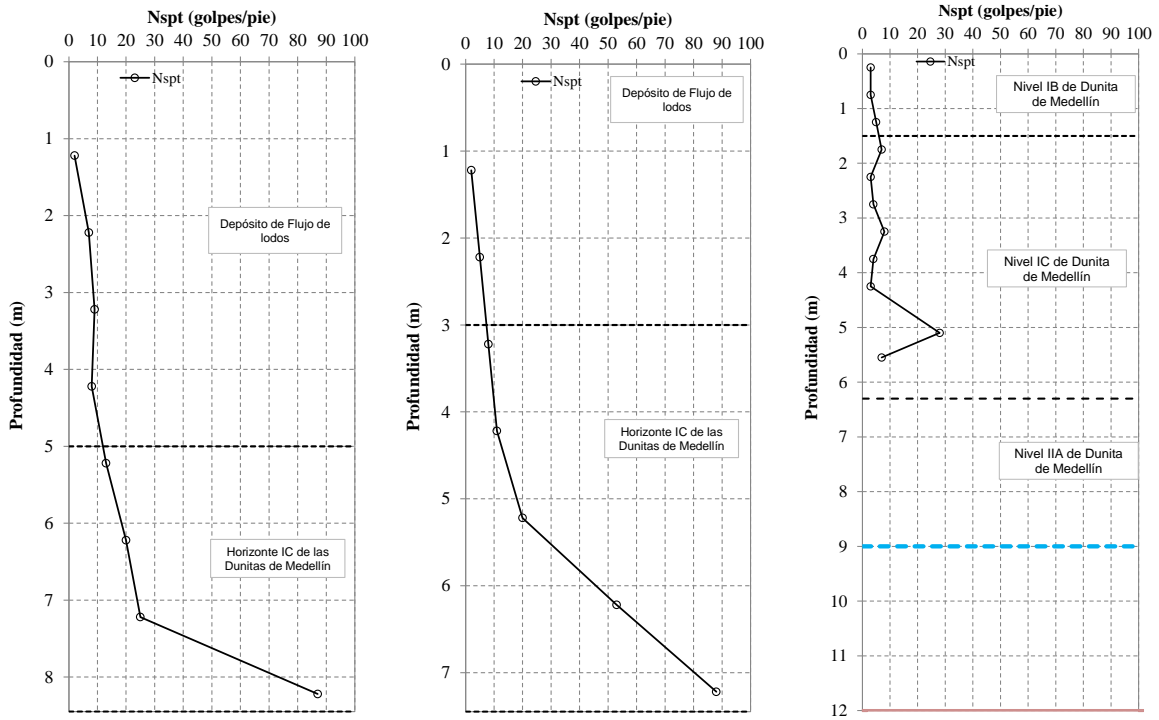 Nspt (golpes/pie)
0 10 20 30 40 50 60 70 80 90 100
Nspt
Depósito de Flujo de
lodos
Horizonte IC de las
Dunitas de Medellín
Profundidad (m)
0
1
2
3
4
5
6
7
8
Nspt (golpes/pie)
0 10 20 30 40 50 60 70 80 90 100
Nspt
Depósito de Flujo de
lodos
Horizonte IC de las
Dunitas de Medellín
Profundidad (m)
0
1
2
3
4
5
6
7
Nspt (golpes/pie)
0 10 20 30 40 50 60 70 80 90 100
Nspt
Nivel IB de Dunita
de Medellín
Nivel IC de Dunita
de Medellín
Nivel IIA de Dunita
de Medellín
Profundidad (m)
0
1
2
3
4
5
6
7
8
9
10
11
12